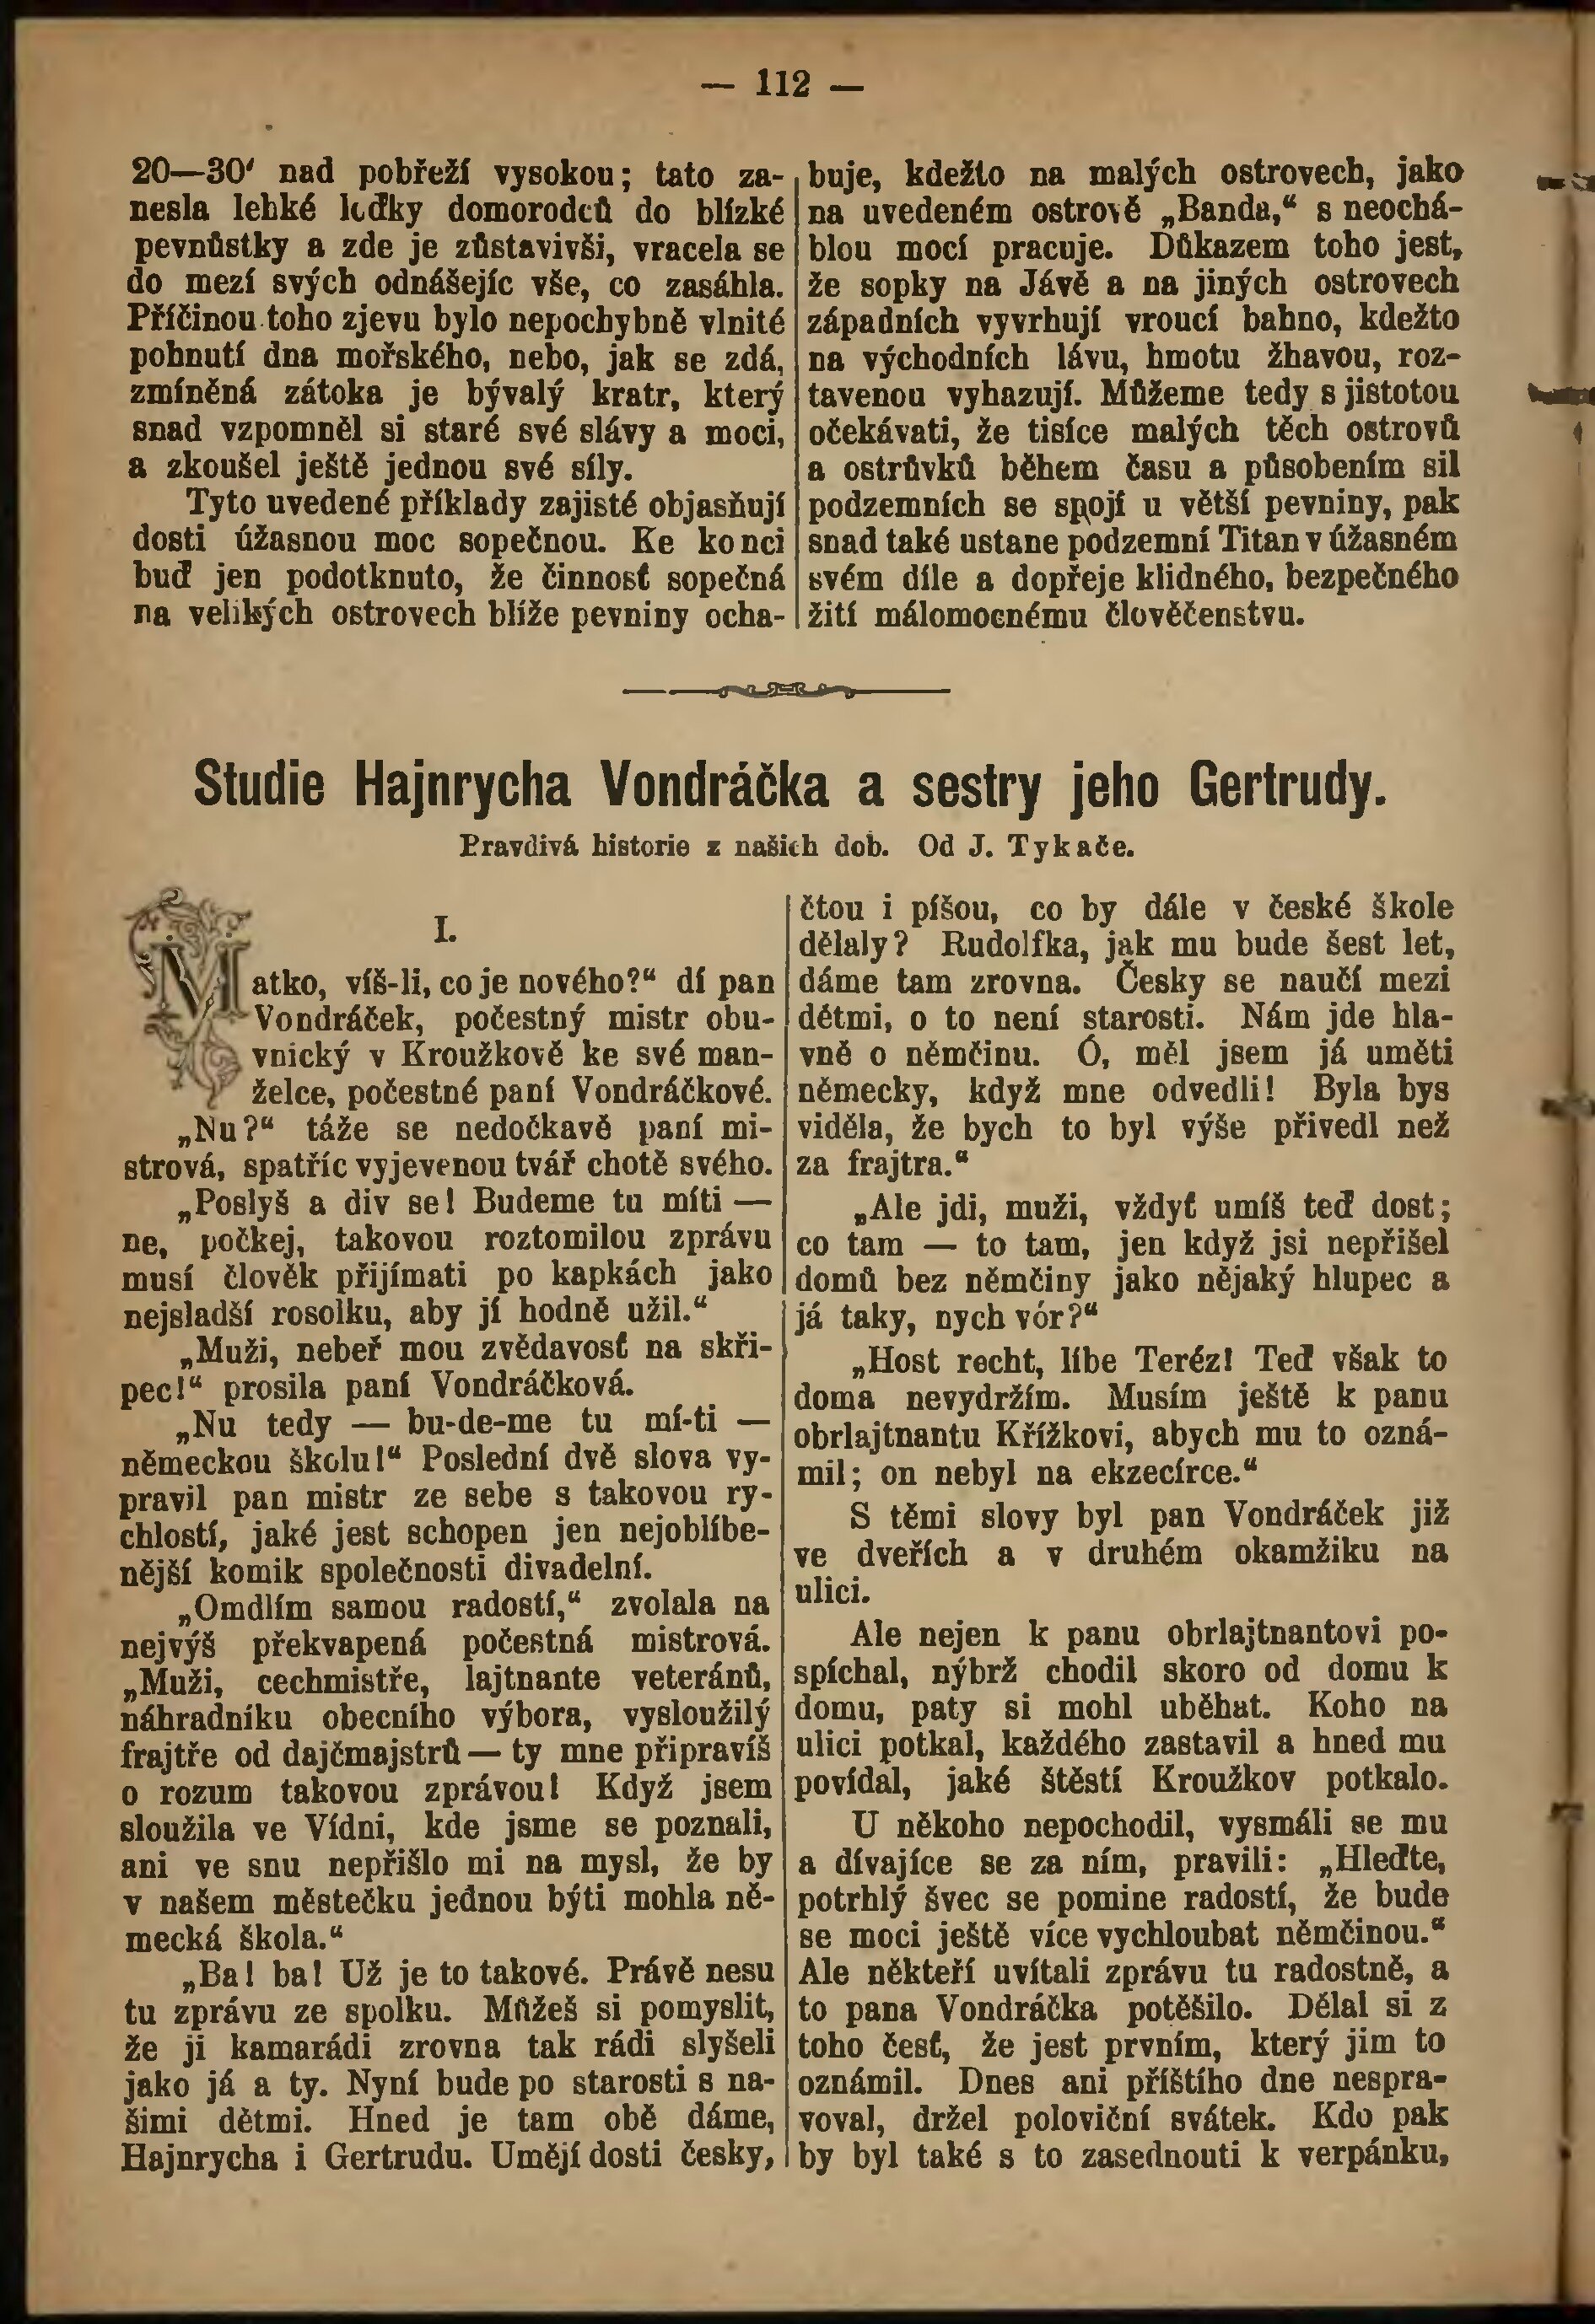 — 112 —
20—30' nad pobřeží vysokou; tato za-
nesla lehké loďky domorodců do blízké
pevnůstky a zde je zůstavivši, vracela se
do mezí svých odnášejíc vše, co zasáhla.
Příčinou toho zjevu bylo nepochybně vlnité
pohnutí dna mořského, nebo, jak se zdá,
zmíněná zátoka je bývalý kratr, který
snad vzpomněl si staré své slávy a moci,
a zkoušel ještě jednou své síly.
Tyto uvedené příklady zajisté objasňují
dosti úžasnou moc sopečnou. Ke konci
buď jen podotknuto, že činnosť sopečná
na velikých ostrovech blíže pevniny ocha-
buje, kdežto na malých ostrovech, jako
na uvedeném ostrově „Banda,“ s neochá-
blou mocí pracuje. Důkazem toho jest,
že sopky na Jávě a na jiných ostrovech
západních vyvrhují vroucí bahno, kdežto
na východních lávu, hmotu žhavou, roz-
tavenou vyhazují. Můžeme tedy s jistotou
očekávati, že tisíce malých těch ostrovů
a ostrůvků během času a působením sil
podzemních se spojí u větší pevniny, pak
snad také ustane podzemní Titan v úžasném
svém díle a dopřeje klidného, bezpečného
žití málomocnému člověčenstvu.
Studie Hajnrycha Vondráčka a sestry jeho Gertrudy.
Pravdivá historie z našich dob. Od J. Tykače.
I.
Matko, víš-li, co je nového?“ dí pan
Vondráček, počestný mistr obu-
vnický v Kroužkově ke své man-
želce, počestné paní Vondráčkové.
„Nu?“ táže se nedočkavě paní mi-
strová, spatříc vyjevenou tvář chotě svého.
„Poslyš a div se! Budeme tu míti —
ne, počkej, takovou roztomilou zprávu
musí člověk přijímati po kapkách jako
nejsladší rosolku, aby jí hodně užil.“
„Muži, nebeř mou zvědavosť na skři-
pec!“ prosila paní Vondráčková.
„Nu tedy — bu-de-me tu mí-ti —
německou školu!“ Poslední dvě slova vy-
pravil pan mistr ze sebe s takovou ry-
chlostí, jaké jest schopen jen nejoblíbe-
nější komik společnosti divadelní.
„Omdlím samou radostí,“ zvolala na
nejvýš překvapená počestná mistrová.
„Muži, cechmistře, lajtnante veteránů,
náhradníku obecního výbora, vysloužilý
frajtře od dajčmajstrů — ty mne připravíš
o rozum takovou zprávou! Když jsem
sloužila ve Vídni, kde jsme se poznali,
ani ve snu nepřišlo mi na mysl, že by
v našem městečku jednou býti mohla ně-
mecká škola.“
„Ba! ba! Už je to takové. Právě nesu
tu zprávu ze spolku. Můžeš si pomyslit,
že ji kamarádi zrovna tak rádi slyšeli
jako já a ty. Nyní bude po starosti s na-
šimi dětmi. Hned je tam obě dáme,
Hajnrycha i Gertrudu. Umějí dosti česky,
čtou i píšou, co by dále v české škole
dělaly? Rudolfka, jak mu bude šest let,
dáme tam zrovna. Česky se naučí mezi
dětmi, o to není starosti. Nám jde hla-
vně o němčinu. Ó, měl jsem já uměti
německy, když mne odvedli! Byla bys
viděla, že bych to byl výše přivedl než
za frajtra.“
„Ale jdi, muži, vždyť umíš teď dost;
co tam — to tam, jen když jsi nepřišel
domů bez němčiny jako nějaký hlupec a
já taky, nych vór?“
„Host recht, líbe Teréz! Teď však to
doma nevydržím. Musím ještě k panu
obrlajtnantu Křížkovi, abych mu to ozná-
mil; on nebyl na ekzecírce.“
S těmi slovy byl pan Vondráček již
ve dveřích a v druhém okamžiku na
ulici.
Ale nejen k panu obrlajtnantovi po-
spíchal, nýbrž chodil skoro od domu k
domu, paty si mohl uběhat. Koho na
ulici potkal, každého zastavil a hned mu
povídal, jaké štěstí Kroužkov potkalo.
U někoho nepochodil, vysmáli se mu
a dívajíce se za ním, pravili: „Hleďte,
potrhlý švec se pomine radostí, že bude
se moci ještě více vychloubat němčinou.“
Ale někteří uvítali zprávu tu radostně, a
to pana Vondráčka potěšilo. Dělal si z
toho česť, že jest prvním, který jim to
oznámil. Dnes ani příštího dne nespra-
voval, držel poloviční svátek. Kdo pak
by byl také s to zasednouti k verpánku,